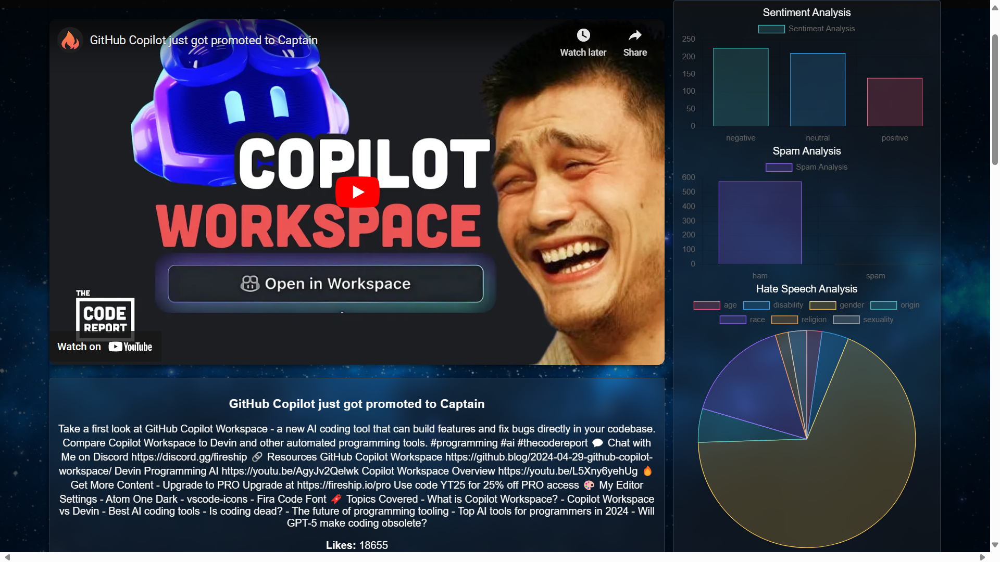 GitHub Copilot just got promoted to Captain
Watch later
Share
COPILOT
WORKSPACE
Open in Workspace
THE
CODE
REPORT
Watch on YouTube
GitHub Copilot just got promoted to Captain
Take a first look at GitHub Copilot Workspace - a new AI coding tool that can build features and fix bugs directly in your codebase.
Compare Copilot Workspace to Devin and other automated programming tools. #programming #ai #thecodereport 💬 Chat with
Me on Discord https://discord.gg/fireship 🔗 Resources GitHub Copilot Workspace https://github.blog/2024-04-29-github-copilot-
workspace/ Devin Programming AI https://youtu.be/AgyJv2Qelwk Copilot Workspace Overview https://youtu.be/L5Xny6yehUg 🔥
Get More Content - Upgrade to PRO Upgrade at https://fireship.io/pro Use code YT25 for 25% off PRO access 🎨 My Editor
Settings - Atom One Dark - vscode-icons - Fira Code Font 🔖 Topics Covered - What is Copilot Workspace? - Copilot Workspace
vs Devin - Best AI coding tools - Is coding dead? - The future of programming tooling - Top AI tools for programmers in 2024 - Will
GPT-5 make coding obsolete?
Likes: 18655
Sentiment Analysis
Sentiment Analysis
250
200
150
100
50
0
negative neutral positive
Spam Analysis
Spam Analysis
600
500
400
300
200
100
0
ham spam
Hate Speech Analysis
age disability gender origin
race religion sexuality